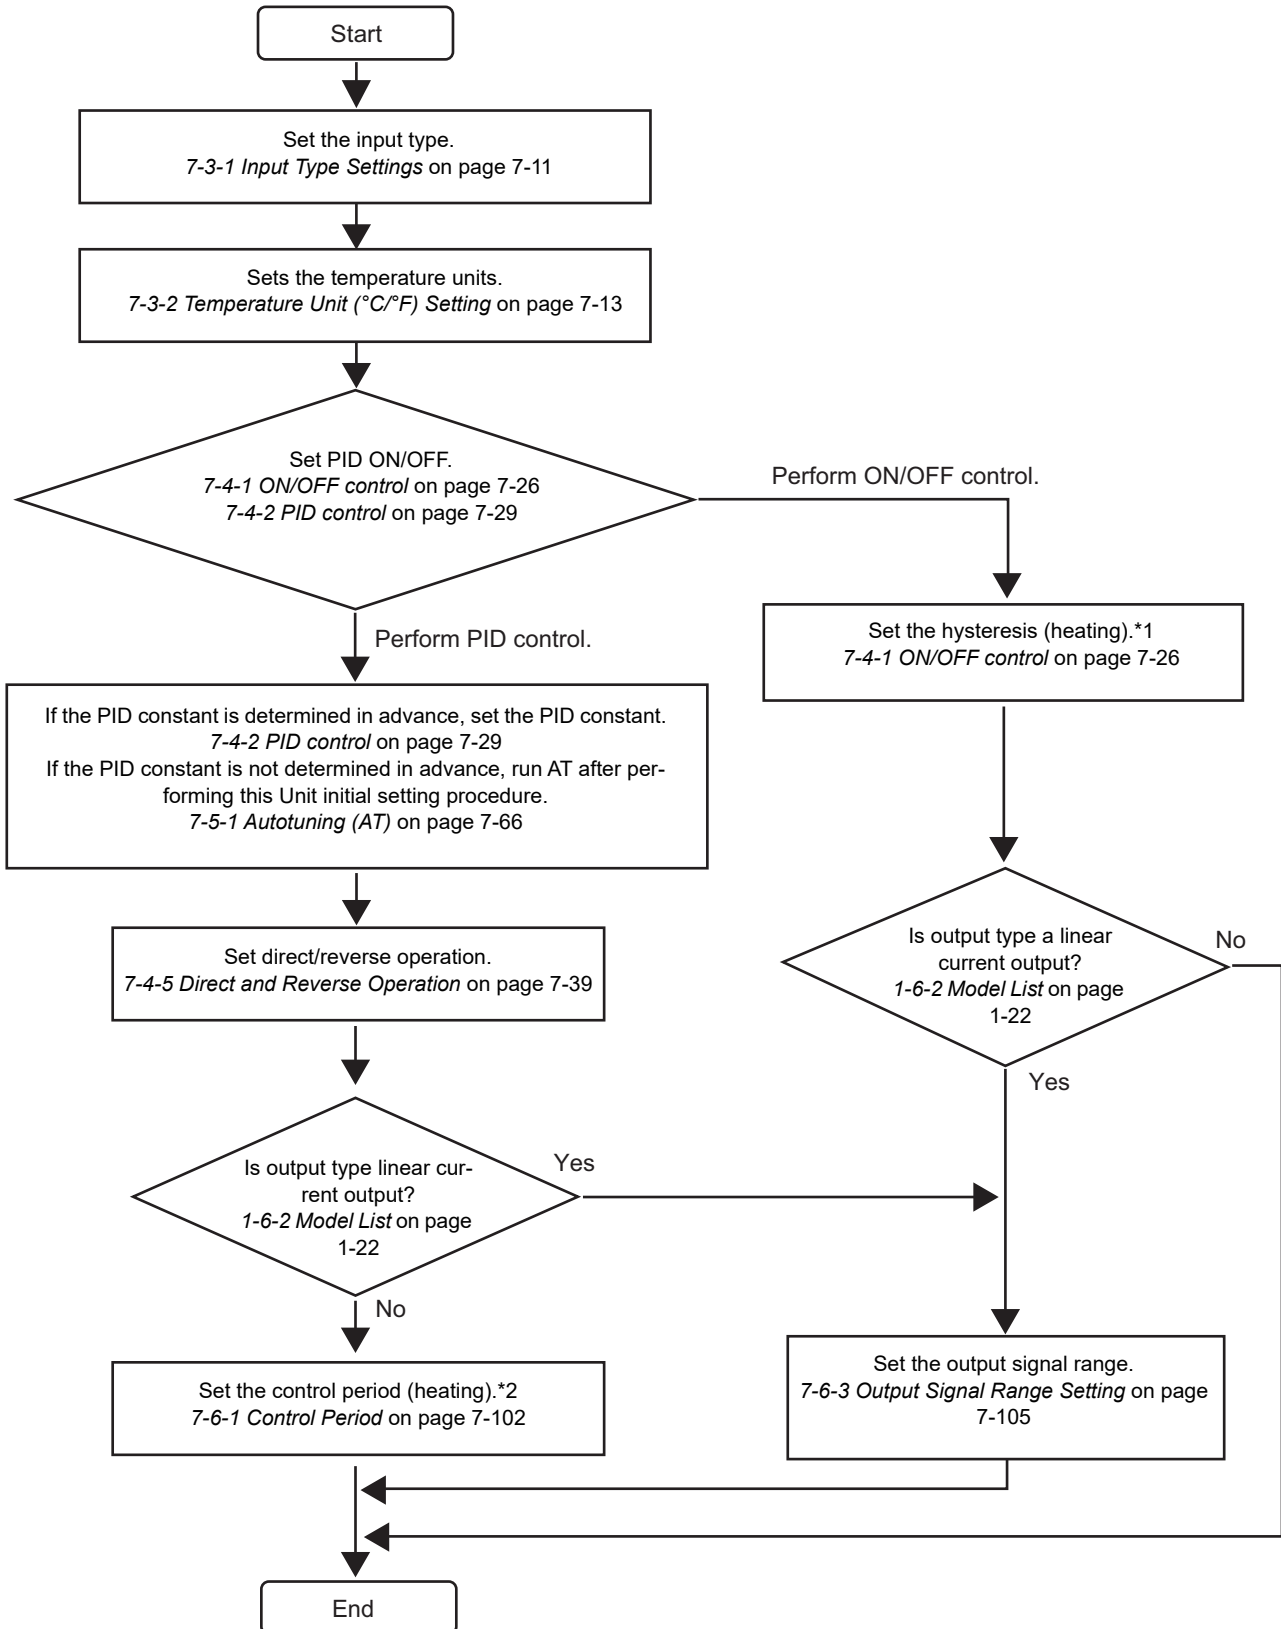 Start
Set the input type.
7-3-1 Input Type Settings on page 7-11
Sets the temperature units.
7-3-2 Temperature Unit (°C/°F) Setting on page 7-13
Set PID ON/OFF.
7-4-1 ON/OFF control on page 7-26
7-4-2 PID control on page 7-29
Perform ON/OFF control.
Set the hysteresis (heating).*1
7-4-1 ON/OFF control on page 7-26
Perform PID control.
If the PID constant is determined in advance, set the PID constant.
7-4-2 PID control on page 7-29
If the PID constant is not determined in advance, run AT after per-
forming this Unit initial setting procedure.
7-5-1 Autotuning (AT) on page 7-66
Set direct/reverse operation.
7-4-5 Direct and Reverse Operation on page 7-39
Is output type a linear
current output?
1-6-2 Model List on page
1-22
No
Yes
Is output type linear cur-
rent output?
1-6-2 Model List on page
1-22
Yes
No
Set the control period (heating).*2
7-6-1 Control Period on page 7-102
Set the output signal range.
7-6-3 Output Signal Range Setting on page
7-105
End